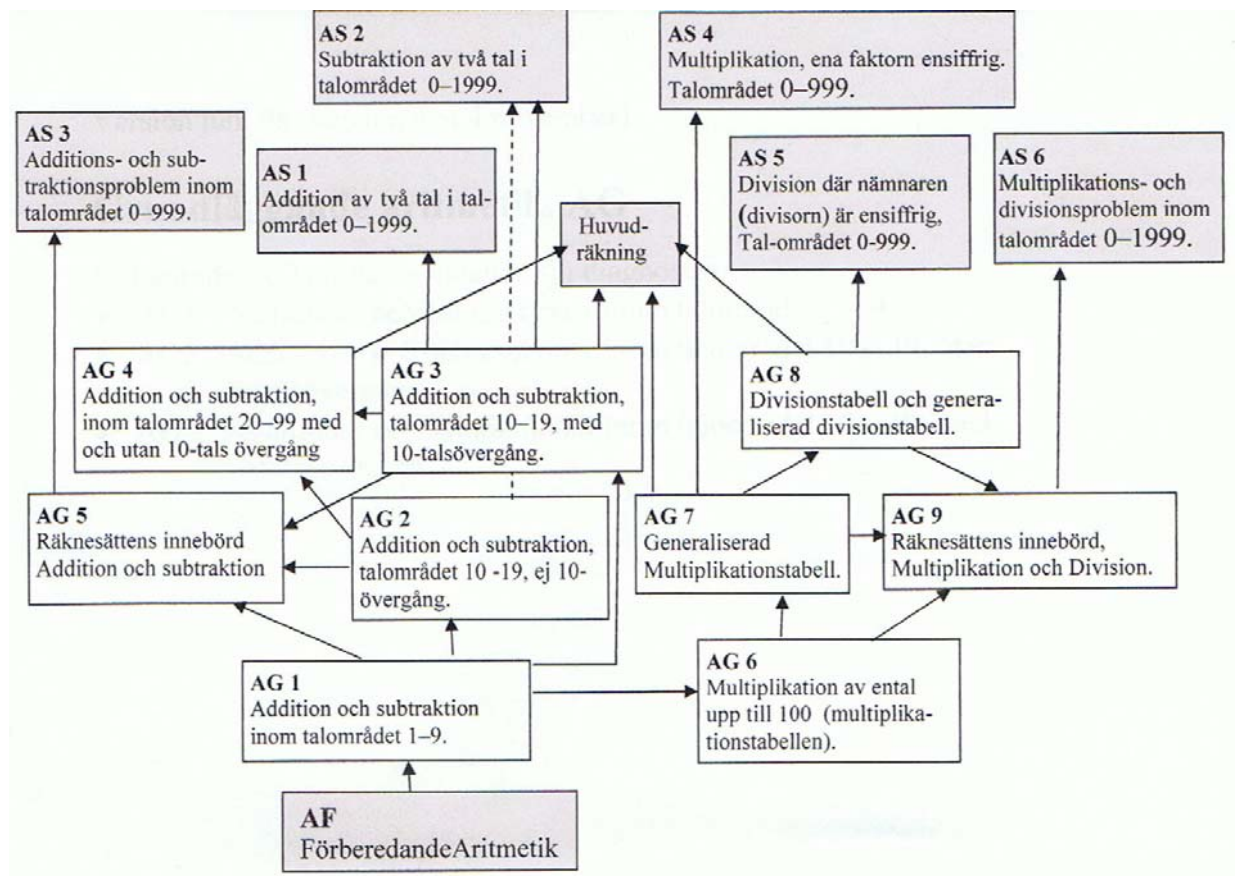 AS 2
Subtraktion av två tal i
talområdet 0–1999.
AS 4
Multiplikation, ena faktorn ensiffrig.
Talområdet 0–999.
AS 3
Additions- och sub-
traktionsproblem inom
talområdet 0–999.
AS 1
Addition av två tal i tal-
området 0–1999.
Huvud-
räkning
AS 5
Division där nämnaren
(divisorn) är ensiffrig,
Tal-området 0-999.
AS 6
Multiplikations- och
divisionsproblem inom
talområdet 0–1999.
AG 4
Addition och subtraktion,
inom talområdet 20–99 med
och utan 10-tals övergång
AG 3
Addition och subtraktion,
talområdet 10–19, med
10-talsövergång.
AG 8
Divisionstabell och genera-
liserad divisionstabell.
AG 5
Räknesättens innebörd
Addition och subtraktion
AG 2
Addition och subtraktion,
talområdet 10 -19, ej 10-
övergång.
AG 7
Generaliserad
Multiplikationstabell.
AG 9
Räknesättens innebörd,
Multiplikation och Division.
AG 1
Addition och subtraktion
inom talområdet 1–9.
AG 6
Multiplikation av ental
upp till 100 (multiplika-
tionstabellen).
AF
FörberedandeAritmetik